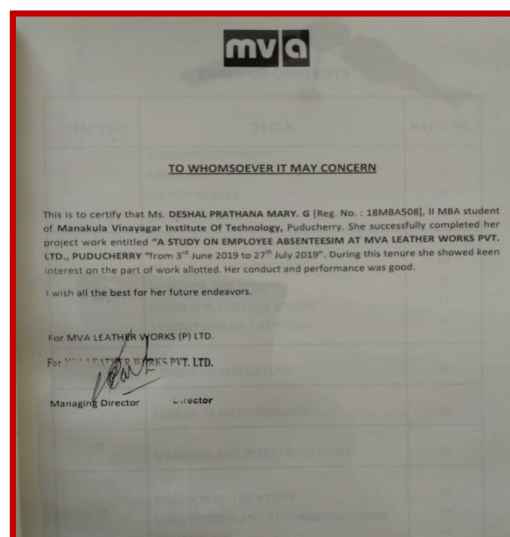 mva
TO WHOMSOEVER IT MAY CONCERN
This is to certify that Ms. DESHAL PRATHANA MARY. G [Reg. No. : 18MBA508], II MBA student
of Manakula Vinayagar Institute Of Technology, Puducherry. She successfully completed her
project work entitled "A STUDY ON EMPLOYEE ABSENTEESIM AT MVA LEATHER WORKS PVT.
LTD., PUDUCHERRY "from 3rd June 2019 to 27th July 2019". During this tenure she showed keen
interest on the part of work allotted. Her conduct and performance was good.
I wish all the best for her future endeavors.
For MVA LEATHER WORKS (P) LTD.
For LEATHER WORKS PVT. LTD.
Managing Director Director